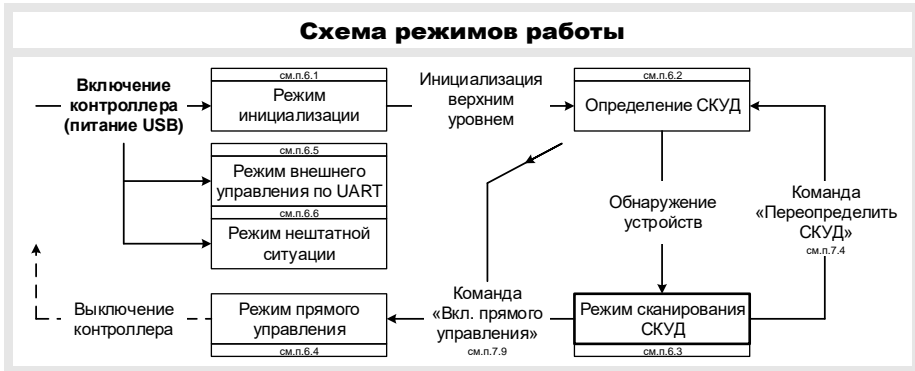 Схема режимов работы
Включение
контроллера
(питание USB)
см.п.6.1
Режим
инициализации
Инициализация
верхним
уровнем
см.п.6.2
Определение СКУД
см.п.6.5
Режим внешнего
управления по UART
см.п.6.6
Режим нештатной
ситуации
Обнаружение
устройств
Команда
«Переопределить
СКУД»
см.п.7.4
Выключение
контроллера
Режим прямого
управления
см.п.6.4
Команда
«Вкл. прямого
управления»
см.п.7.9
Режим сканирования
СКУД
см.п.6.3